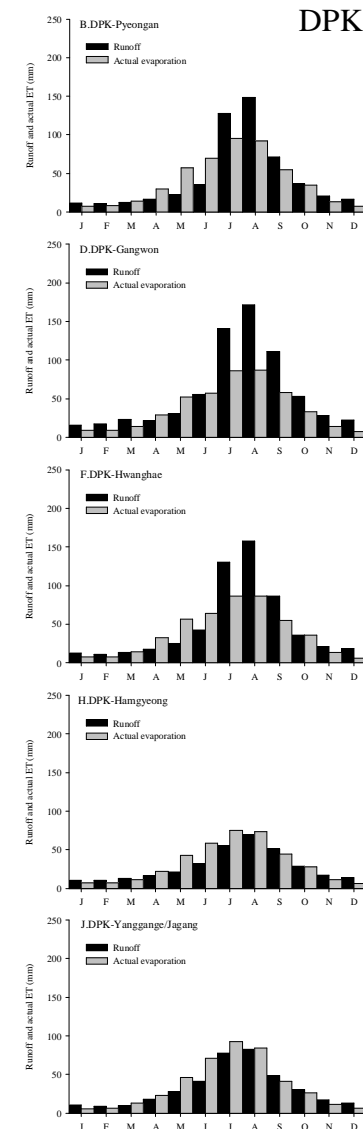 DPK
B.DPK-Pyeongan
Runoff
Actual evaporation
Runoff and actual ET (mm)
250
200
150
100
50
0
J F M A M J J A S O N D
D.DPK-Gangwon
Runoff
Actual evaporation
Runoff and actual ET (mm)
250
200
150
100
50
0
J F M A M J J A S O N D
F.DPK-Hwanghae
Runoff
Actual evaporation
Runoff and actual ET (mm)
250
200
150
100
50
0
J F M A M J J A S O N D
H.DPK-Hamgyeong
Runoff
Actual evaporation
Runoff and actual ET (mm)
250
200
150
100
50
0
J F M A M J J A S O N D
J.DPK-Yanggange/Jagang
Runoff
Actual evaporation
Runoff and actual ET (mm)
250
200
150
100
50
0
J F M A M J J A S O N D